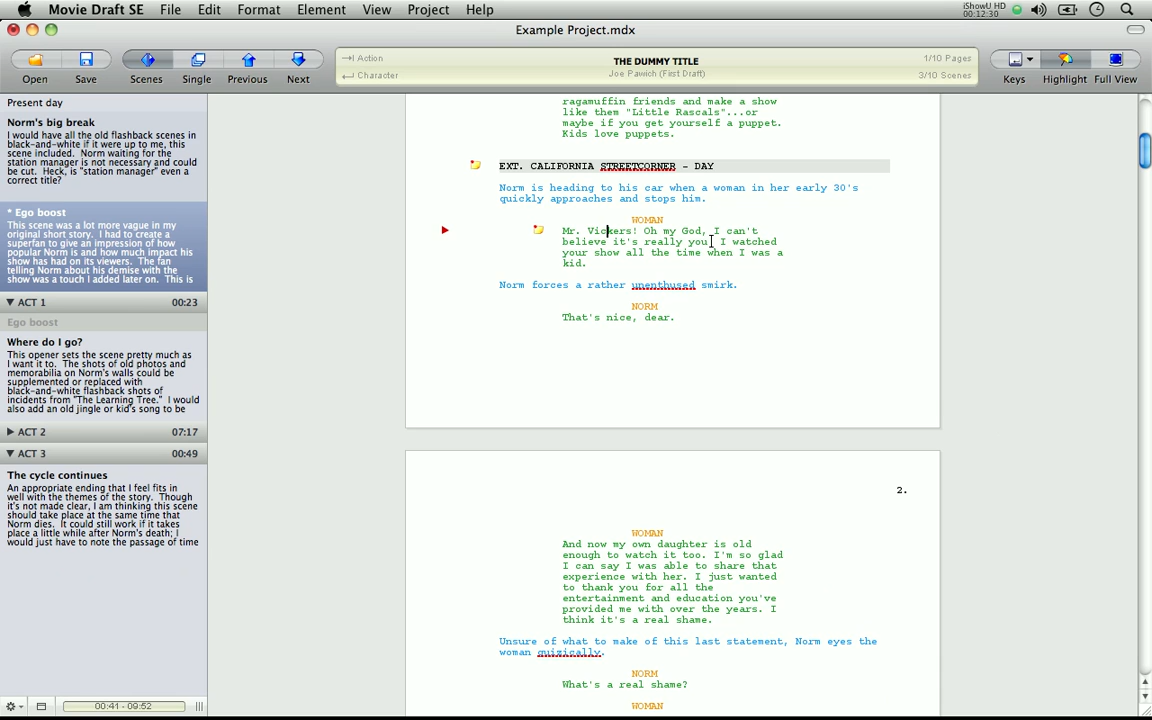 Movie Draft SE File Edit Format Element View Project Help
iShowU HD
00:12:30
Example Project.mdx
Open Save Scenes Single Previous Next
Action
Character
THE DUMMY TITLE
Joe Pawich (First Draft)
1/10 Pages
3/10 Scenes
Keys Highlight Full View
Present day
Norm's big break
I would have all the old flashback scenes in
black-and-white if it were up to me, this
scene included. Norm waiting for the
station manager is not necessary and could
be cut. Heck, is "station manager" even a
correct title?
* Ego boost
This scene was a lot more vague in my
original short story. I had to create a
superfan to give an impression of how
popular Norm is and how much impact his
show has had on its viewers. The fan
telling Norm about his demise with the
show was a touch I added later on. This is
ACT 1 00:23
Ego boost
Where do I go?
This opener sets the scene pretty much as
I want it to. The shots of old photos and
memorabilia on Norm's walls could be
supplemented or replaced with
black-and-white flashback shots of
incidents from "The Learning Tree." I would
also add an old jingle or kid's song to be
ACT 2 07:17
ACT 3 00:49
The cycle continues
An appropriate ending that I feel fits in
well with the themes of the story. Though
it's not made clear, I am thinking this scene
should take place at the same time that
Norm dies. It could still work if it takes
place a little while after Norm's death; I
would just have to note the passage of time
00:41 - 09:52
ragamuffin friends and make a show
like them "Little Rascals"...or
maybe if you get yourself a puppet.
Kids love puppets.
EXT. CALIFORNIA STREETCORNER - DAY
Norm is heading to his car when a woman in her early 30's
quickly approaches and stops him.
WOMAN
Mr. Vickers! Oh my God, I can't
believe it's really you! I watched
your show all the time when I was a
kid.
Norm forces a rather unenthused smirk.
NORM
That's nice, dear.
2.
WOMAN
And now my own daughter is old
enough to watch it too. I'm so glad
I can say I was able to share that
experience with her. I just wanted
to thank you for all the
entertainment and education you've
provided me with over the years. I
think it's a real shame.
Unsure of what to make of this last statement, Norm eyes the
woman quizically.
NORM
What's a real shame?
WOMAN